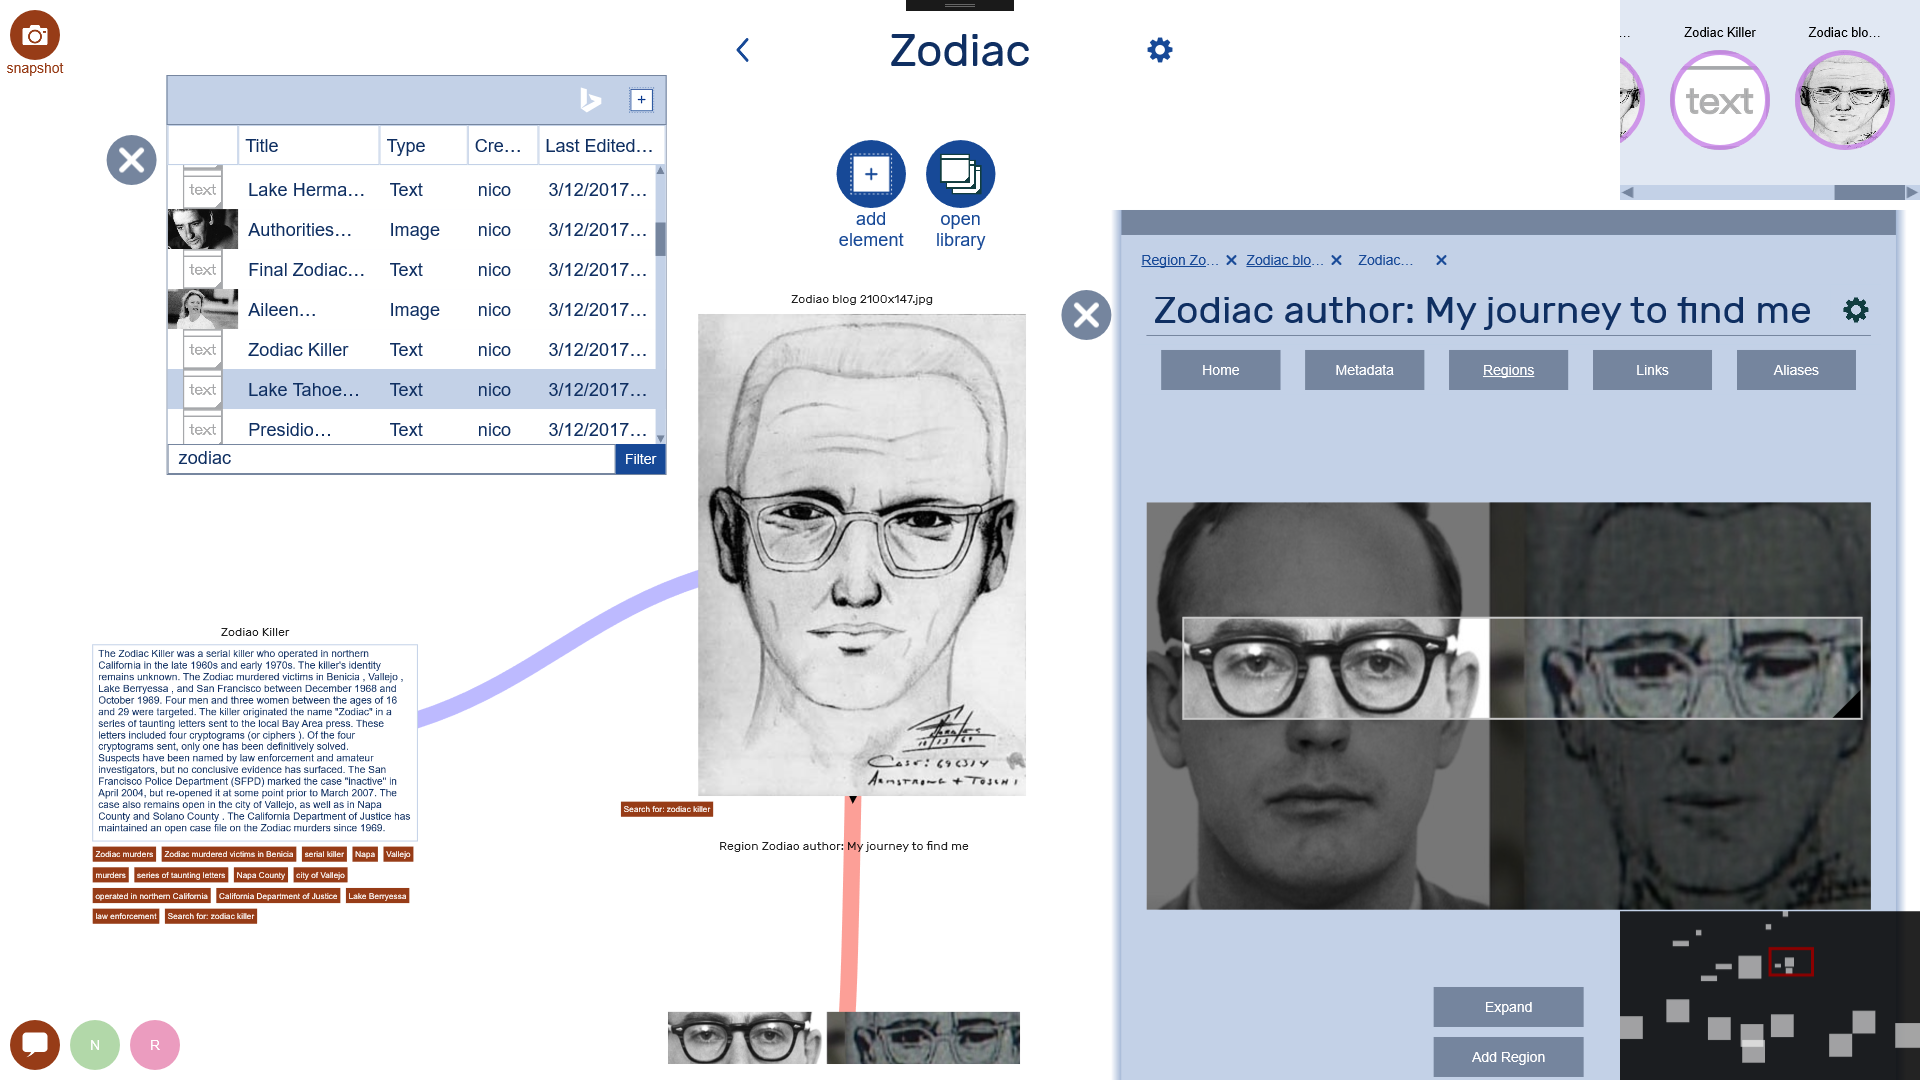 snapshot
Zodiac
Title Type Cre... Last Edited...
text Lake Herma... Text nico 3/12/2017...
Authorities... Image nico 3/12/2017...
text Final Zodiac... Text nico 3/12/2017...
Aileen... Image nico 3/12/2017...
text Zodiac Killer Text nico 3/12/2017...
text Lake Tahoe... Text nico 3/12/2017...
text Presidio... Text nico 3/12/2017...
zodiac Filter
add element
open library
Zodiao blog 2100x147.jpg
Case: 696314
Armstrong + Toschi
Search for: zodiac killer
Region Zodiao author: My journey to find me
Zodiao Killer
The Zodiac Killer was a serial killer who operated in northern
California in the late 1960s and early 1970s. The killer's identity
remains unknown. The Zodiac murdered victims in Benicia , Vallejo ,
Lake Berryessa , and San Francisco between December 1968 and
October 1969. Four men and three women between the ages of 16
and 29 were targeted. The killer originated the name "Zodiac" in a
series of taunting letters sent to the local Bay Area press. These
letters included four cryptograms (or ciphers ). Of the four
cryptograms sent, only one has been definitively solved.
Suspects have been named by law enforcement and amateur
investigators, but no conclusive evidence has surfaced. The San
Francisco Police Department (SFPD) marked the case "inactive" in
April 2004, but re-opened it at some point prior to March 2007. The
case also remains open in the city of Vallejo, as well as in Napa
County and Solano County . The California Department of Justice has
maintained an open case file on the Zodiac murders since 1969.
Zodiac murders Zodiac murdered victims in Benicia serial killer Napa Vallejo
murders series of taunting letters Napa County city of Vallejo
operated in northern California California Department of Justice Lake Berryessa
law enforcement Search for: zodiac killer
N R
... Zodiac Killer Zodiac blo...
text
Region Zo... Zodiac blo... Zodiac...
Zodiac author: My journey to find me
Home Metadata Regions Links Aliases
Expand
Add Region